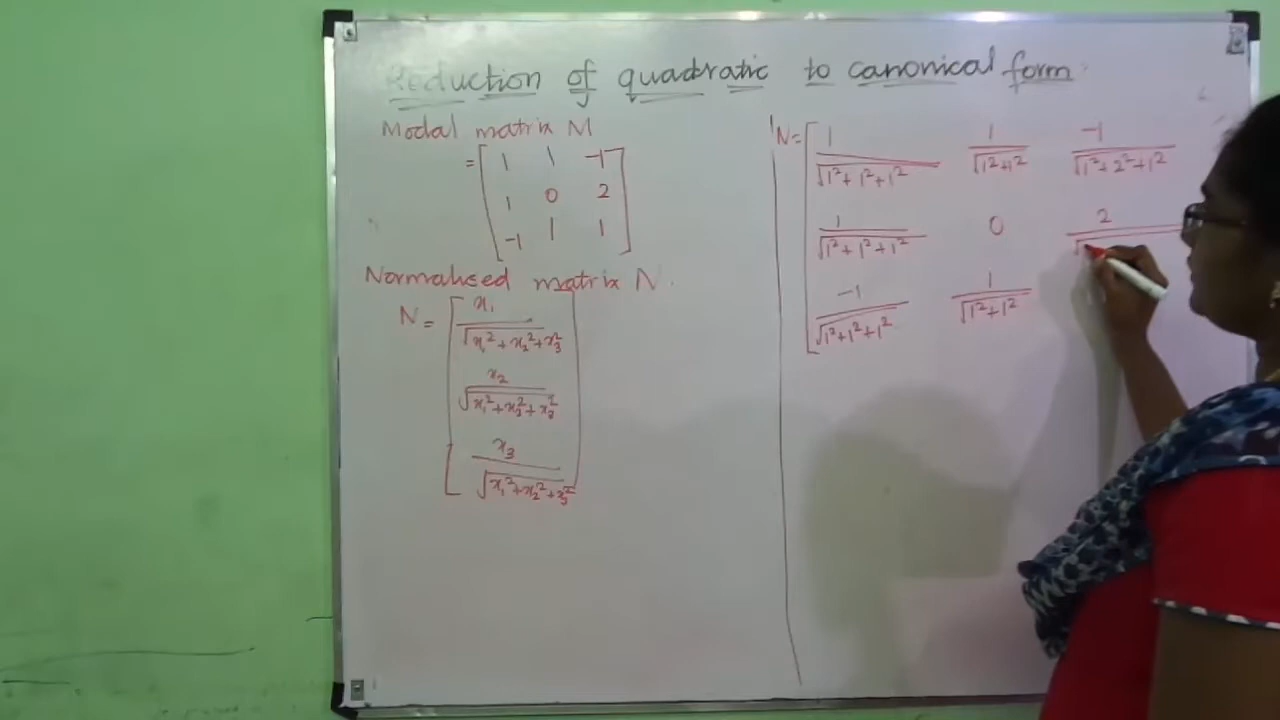 Reduction of quadratic to canonical form
Modal matrix M
= [ 1 1 -1
1 0 2
-1 1 1 ]
Normalised matrix N.
N = [ x₁ / √(x₁² + x₂² + x₃²)
x₂ / √(x₁² + x₂² + x₃²)
x₃ / √(x₁² + x₂² + x₃²) ]
N = [ 1 / √(1² + 1² + 1²) 1 / √(1² + 1²) -1 / √(1² + 2² + 1²)
1 / √(1² + 1² + 1²) 0 2 / √
-1 / √(1² + 1² + 1²) 1 / √(1² + 1²)